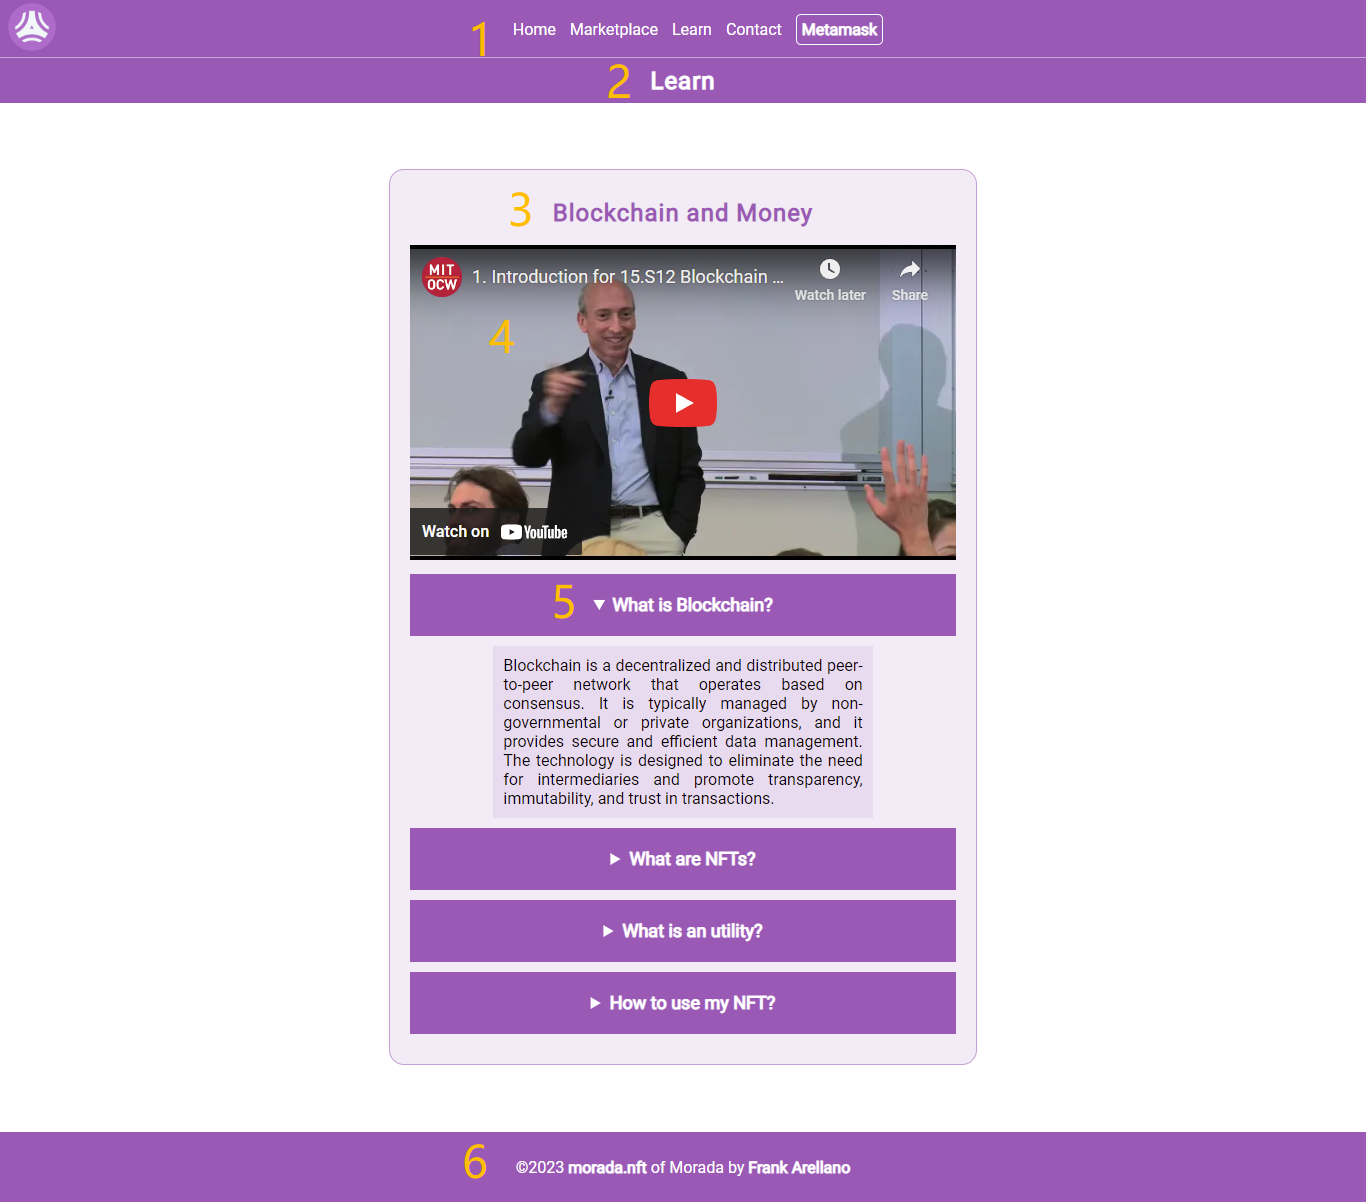 1 Home Marketplace Learn Contact Metamask
2 Learn
3 Blockchain and Money
MIT OCW 1. Introduction for 15.S12 Blockchain ... Watch later Share
4
Watch on YouTube
5 ▼ What is Blockchain?
Blockchain is a decentralized and distributed peer-
to-peer network that operates based on
consensus. It is typically managed by non-
governmental or private organizations, and it
provides secure and efficient data management.
The technology is designed to eliminate the need
for intermediaries and promote transparency,
immutability, and trust in transactions.
▶ What are NFTs?
▶ What is an utility?
▶ How to use my NFT?
6 ©2023 morada.nft of Morada by Frank Arellano